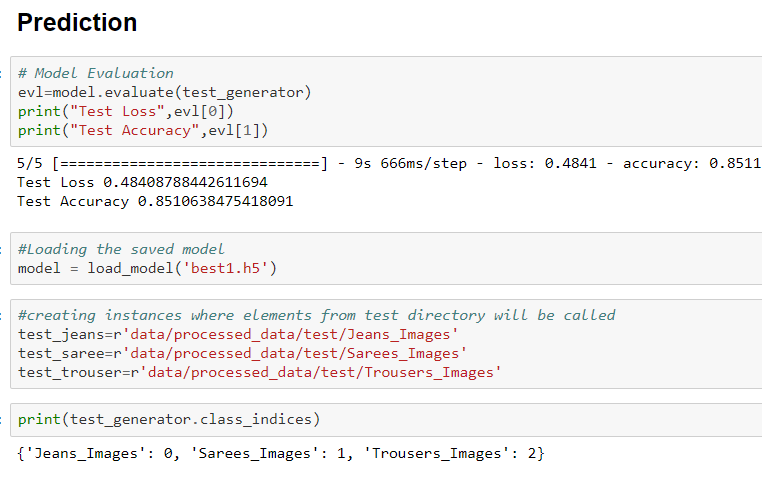 Prediction
# Model Evaluation
evl=model.evaluate(test_generator)
print("Test Loss",evl[0])
print("Test Accuracy",evl[1])
5/5 [==============================] - 9s 666ms/step - loss: 0.4841 - accuracy: 0.8511
Test Loss 0.48408788442611694
Test Accuracy 0.8510638475418091
#Loading the saved model
model = load_model('best1.h5')
#creating instances where elements from test directory will be called
test_jeans=r'data/processed_data/test/Jeans_Images'
test_saree=r'data/processed_data/test/Sarees_Images'
test_trouser=r'data/processed_data/test/Trousers_Images'
print(test_generator.class_indices)
{'Jeans_Images': 0, 'Sarees_Images': 1, 'Trousers_Images': 2}